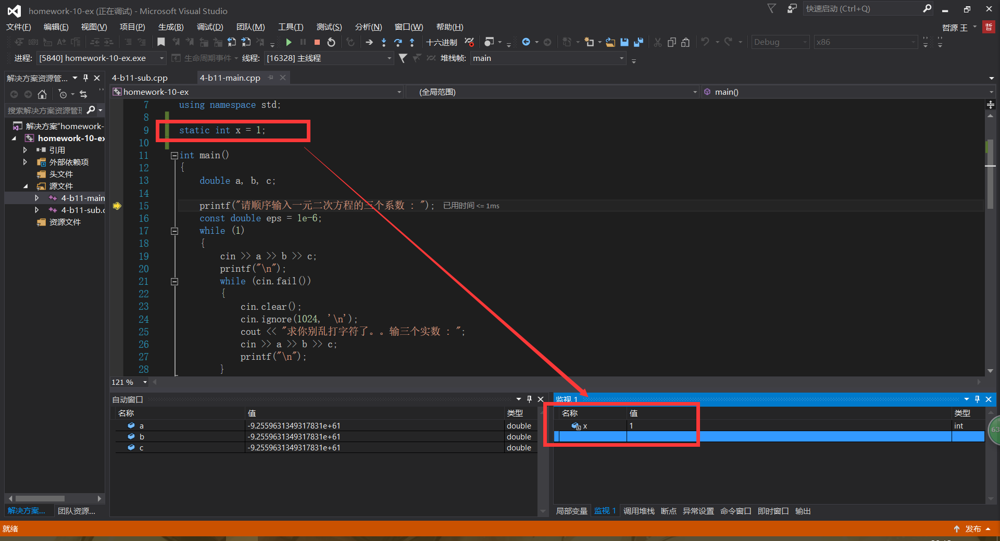 homework-10-ex (正在调试) - Microsoft Visual Studio
快速启动 (Ctrl+Q)
文件(F) 编辑(E) 视图(V) 项目(P) 生成(B) 调试(D) 团队(M) 工具(T) 测试(S) 分析(N) 窗口(W) 帮助(H)
哲源 王 哲
十六进制 Debug x86
进程: [5840] homework-10-ex.exe 生命周期事件 线程: [16328] 主线程 堆栈帧: main
解决方案资源管...
搜索解决方案资源管理
解决方案"homework-
homework-10-ex
引用
外部依赖项
头文件
源文件
4-b11-main
4-b11-sub.c
资源文件
解决方案... 团队资源...
4-b11-sub.cpp 4-b11-main.cpp
homework-10-ex (全局范围) main()
7 using namespace std;
8
9 static int x = 1;
10
11 int main()
12 {
13 double a, b, c;
14
15 printf("请顺序输入一元二次方程的三个系数 : "); 已用时间 <= 1ms
16 const double eps = 1e-6;
17 while (1)
18 {
19 cin >> a >> b >> c;
20 printf("\n");
21 while (cin.fail())
22 {
23 cin.clear();
24 cin.ignore(1024, '\n');
25 cout << "求你别乱打字符了。。输三个实数 : ";
26 cin >> a >> b >> c;
27 printf("\n");
28 }
121 %
自动窗口
名称 值 类型
a -9.2559631349317831e+61 double
b -9.2559631349317831e+61 double
c -9.2559631349317831e+61 double
监视 1
名称 值 类型
x 1 int
63
局部变量 监视 1 调用堆栈 断点 异常设置 命令窗口 即时窗口 输出
就绪 发布